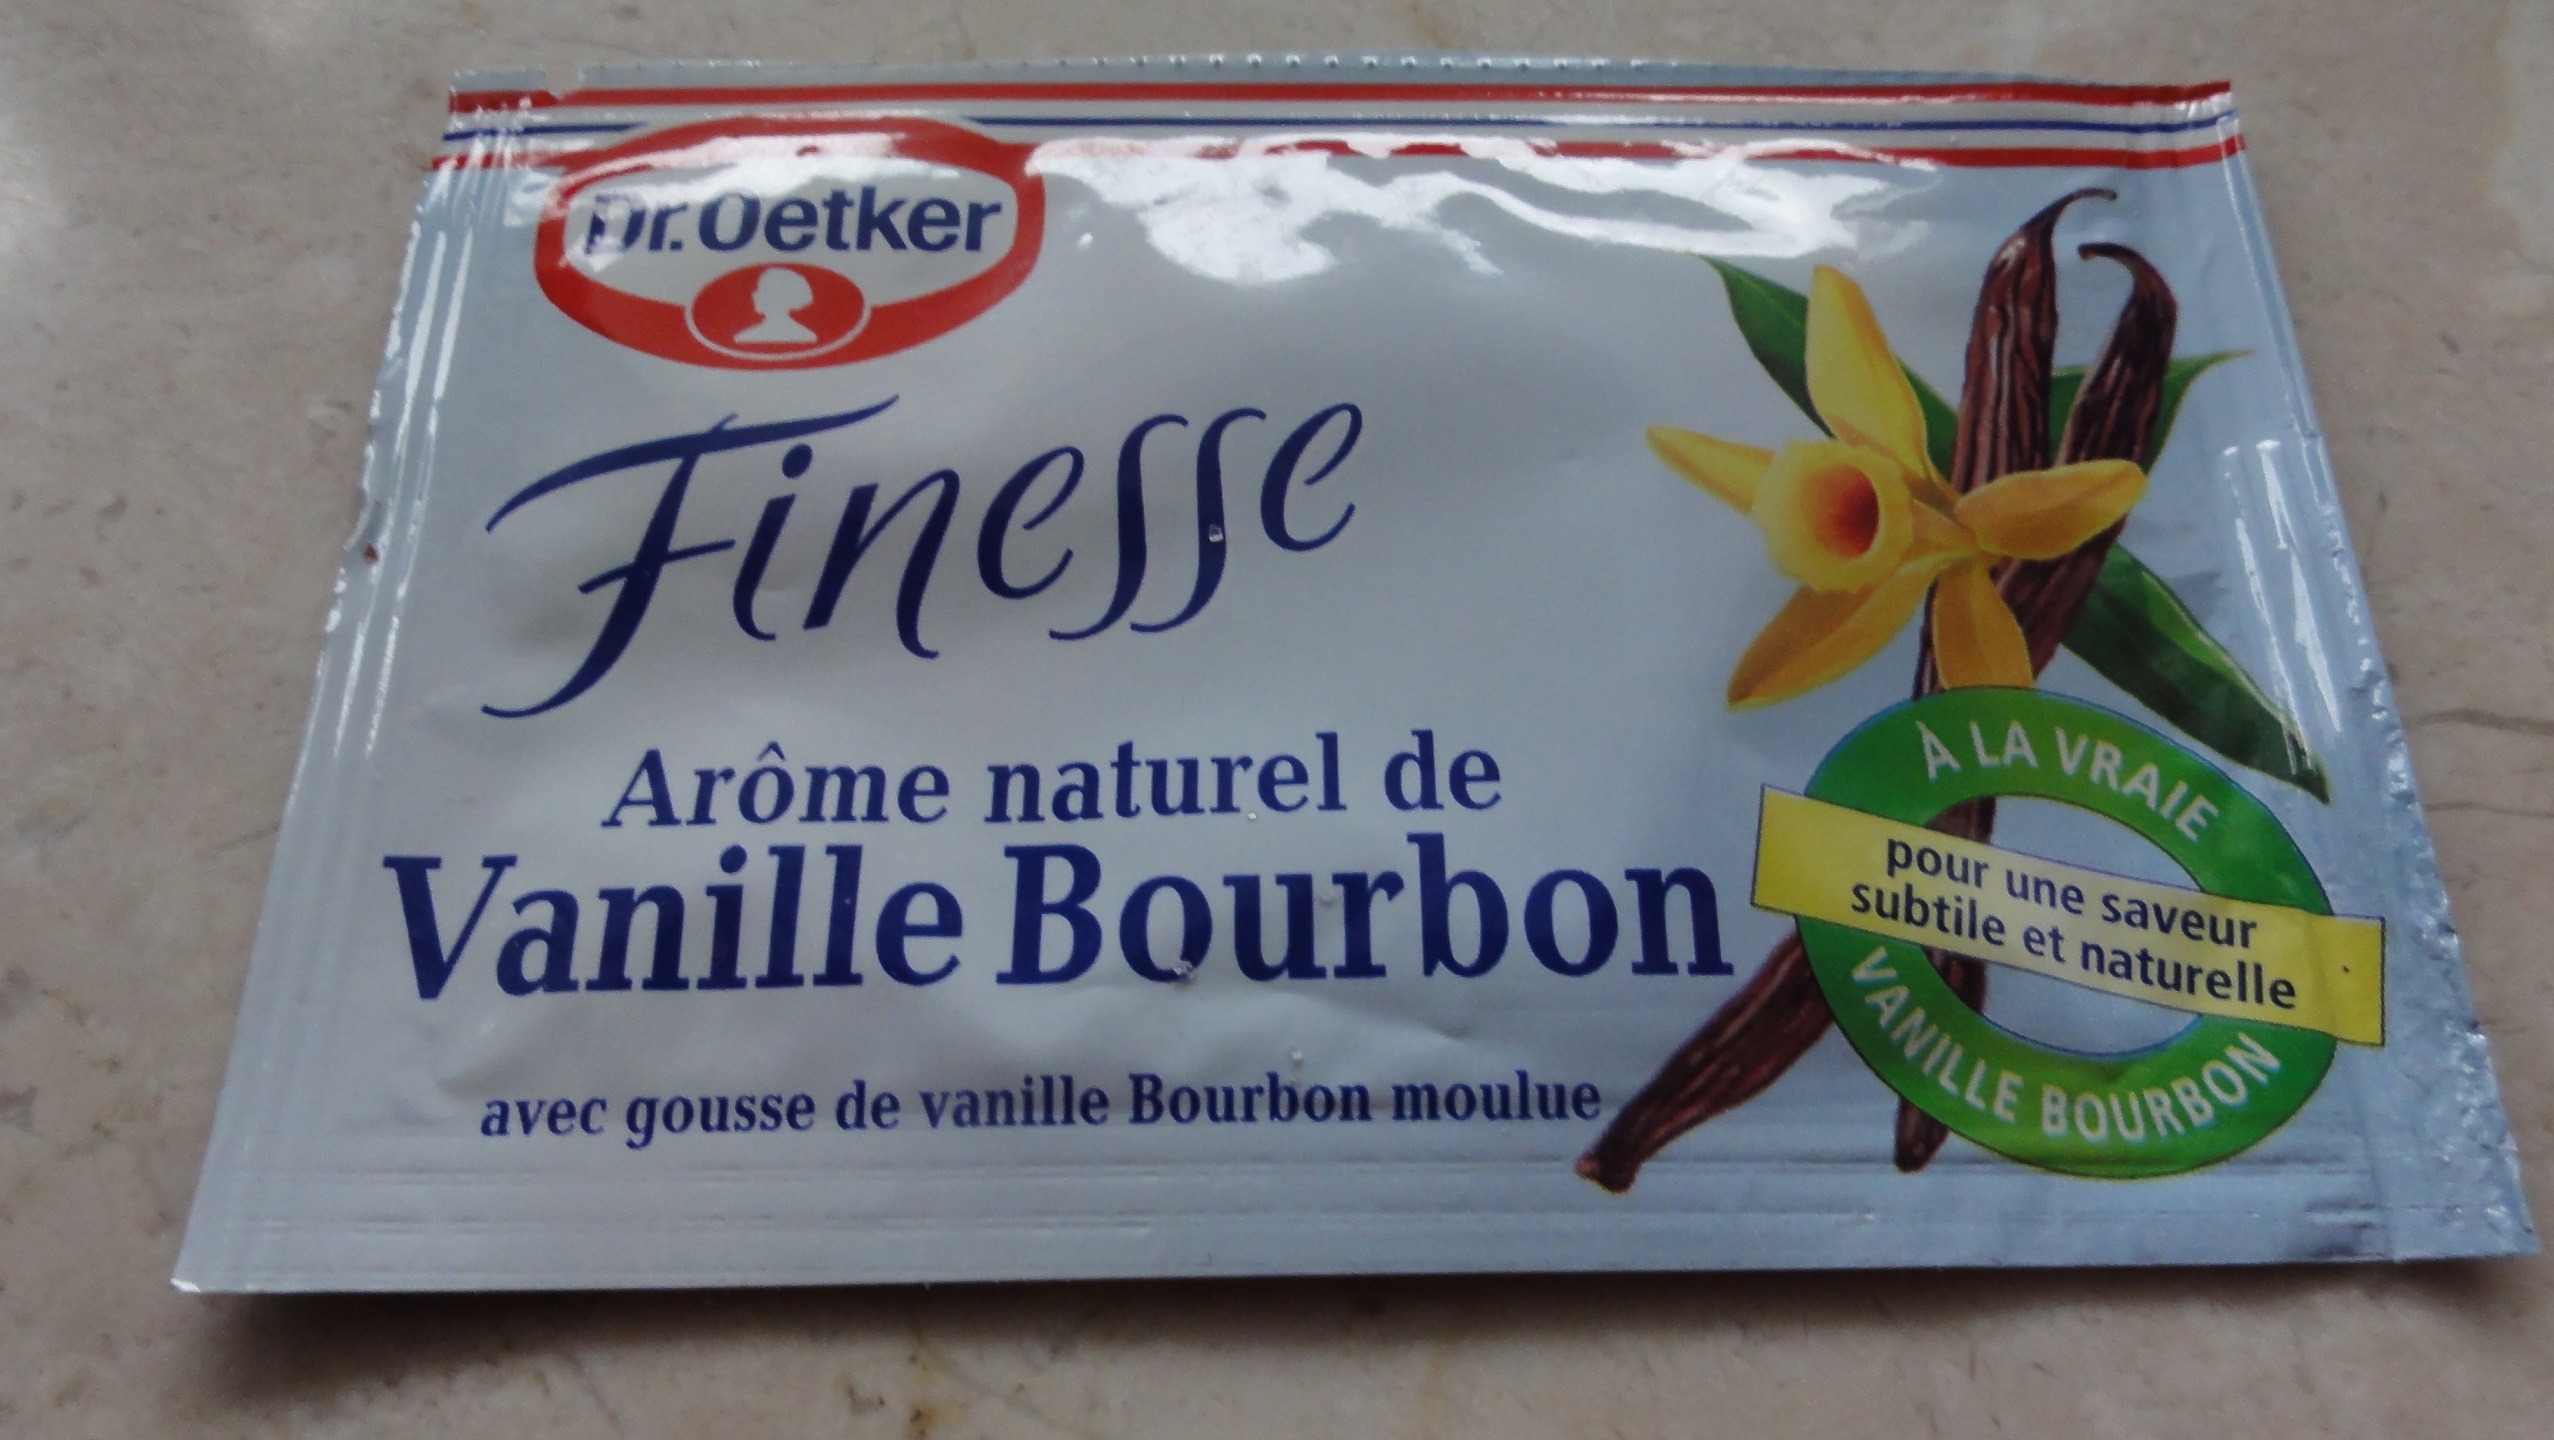 Dr. Oetker
Finesse
Arôme naturel de
Vanille Bourbon
avec gousse de vanille Bourbon moulue
À LA VRAIE
pour une saveur
subtile et naturelle
VANILLE BOURBON